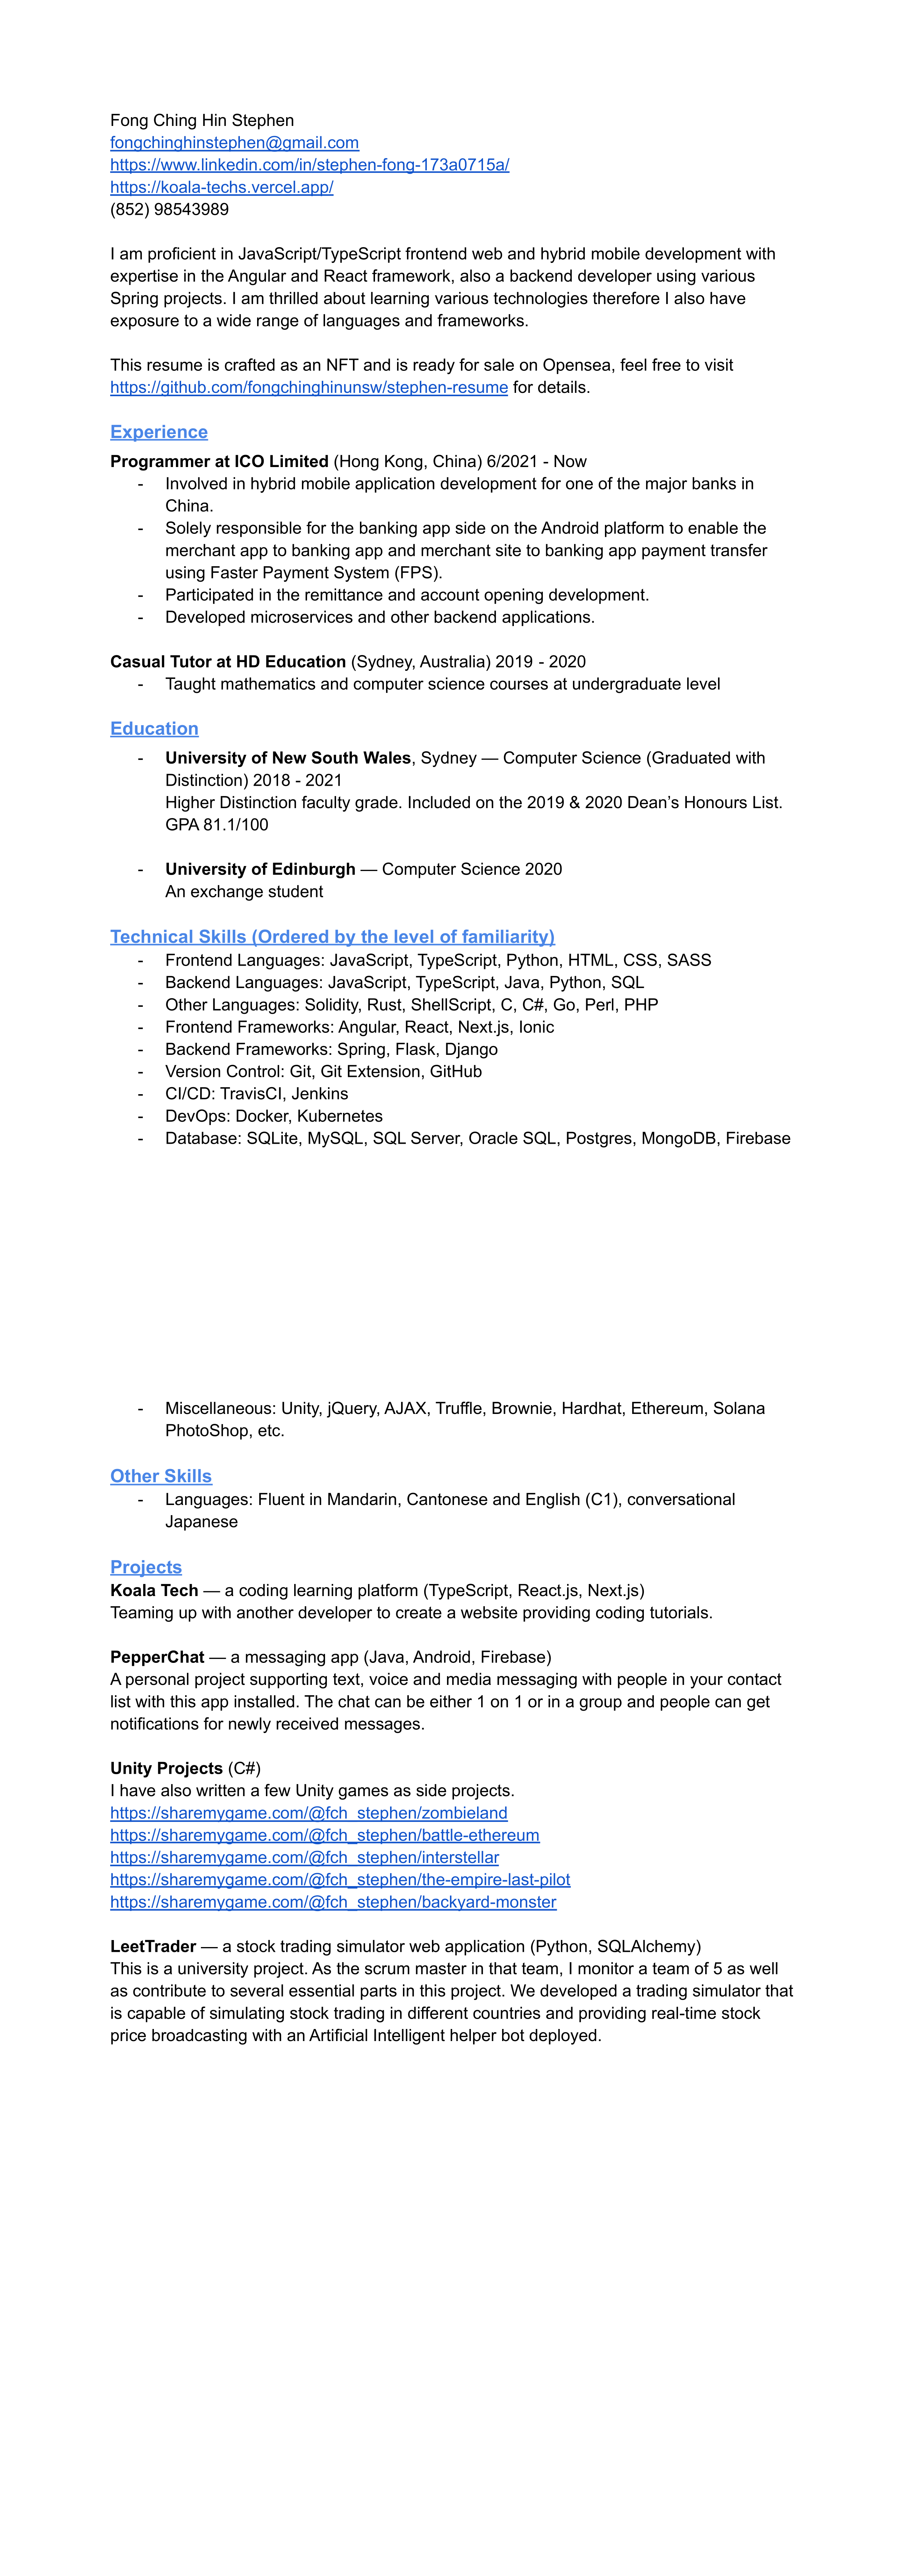 Fong Ching Hin Stephen
fongchinghinstephen@gmail.com
https://www.linkedin.com/in/stephen-fong-173a0715a/
https://koala-techs.vercel.app/
(852) 98543989
I am proficient in JavaScript/TypeScript frontend web and hybrid mobile development with
expertise in the Angular and React framework, also a backend developer using various
Spring projects. I am thrilled about learning various technologies therefore I also have
exposure to a wide range of languages and frameworks.
This resume is crafted as an NFT and is ready for sale on Opensea, feel free to visit
https://github.com/fongchinghinunsw/stephen-resume for details.
Experience
Programmer at ICO Limited (Hong Kong, China) 6/2021 - Now
- Involved in hybrid mobile application development for one of the major banks in
China.
- Solely responsible for the banking app side on the Android platform to enable the
merchant app to banking app and merchant site to banking app payment transfer
using Faster Payment System (FPS).
- Participated in the remittance and account opening development.
- Developed microservices and other backend applications.
Casual Tutor at HD Education (Sydney, Australia) 2019 - 2020
- Taught mathematics and computer science courses at undergraduate level
Education
- University of New South Wales, Sydney — Computer Science (Graduated with
Distinction) 2018 - 2021
Higher Distinction faculty grade. Included on the 2019 & 2020 Dean’s Honours List.
GPA 81.1/100
- University of Edinburgh — Computer Science 2020
An exchange student
Technical Skills (Ordered by the level of familiarity)
- Frontend Languages: JavaScript, TypeScript, Python, HTML, CSS, SASS
- Backend Languages: JavaScript, TypeScript, Java, Python, SQL
- Other Languages: Solidity, Rust, ShellScript, C, C#, Go, Perl, PHP
- Frontend Frameworks: Angular, React, Next.js, Ionic
- Backend Frameworks: Spring, Flask, Django
- Version Control: Git, Git Extension, GitHub
- CI/CD: TravisCI, Jenkins
- DevOps: Docker, Kubernetes
- Database: SQLite, MySQL, SQL Server, Oracle SQL, Postgres, MongoDB, Firebase
- Miscellaneous: Unity, jQuery, AJAX, Truffle, Brownie, Hardhat, Ethereum, Solana
PhotoShop, etc.
Other Skills
- Languages: Fluent in Mandarin, Cantonese and English (C1), conversational
Japanese
Projects
Koala Tech — a coding learning platform (TypeScript, React.js, Next.js)
Teaming up with another developer to create a website providing coding tutorials.
PepperChat — a messaging app (Java, Android, Firebase)
A personal project supporting text, voice and media messaging with people in your contact
list with this app installed. The chat can be either 1 on 1 or in a group and people can get
notifications for newly received messages.
Unity Projects (C#)
I have also written a few Unity games as side projects.
https://sharemygame.com/@fch_stephen/zombieland
https://sharemygame.com/@fch_stephen/battle-ethereum
https://sharemygame.com/@fch_stephen/interstellar
https://sharemygame.com/@fch_stephen/the-empire-last-pilot
https://sharemygame.com/@fch_stephen/backyard-monster
LeetTrader — a stock trading simulator web application (Python, SQLAlchemy)
This is a university project. As the scrum master in that team, I monitor a team of 5 as well
as contribute to several essential parts in this project. We developed a trading simulator that
is capable of simulating stock trading in different countries and providing real-time stock
price broadcasting with an Artificial Intelligent helper bot deployed.